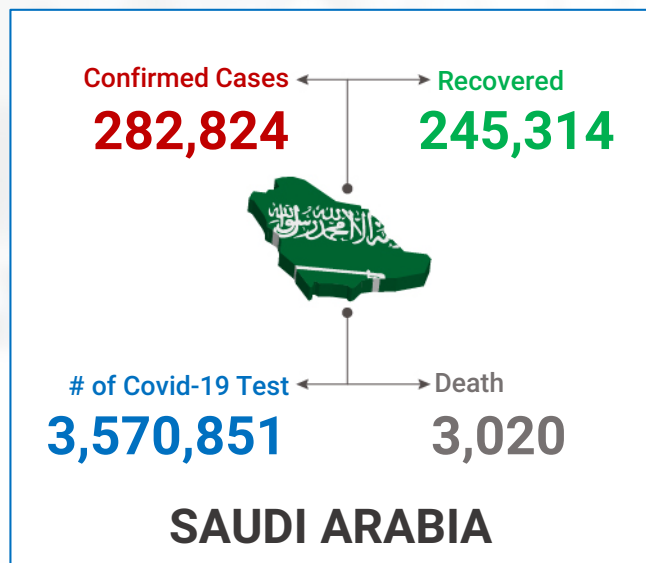 Confirmed Cases
282,824
Recovered
245,314
# of Covid-19 Test
3,570,851
Death
3,020
SAUDI ARABIA